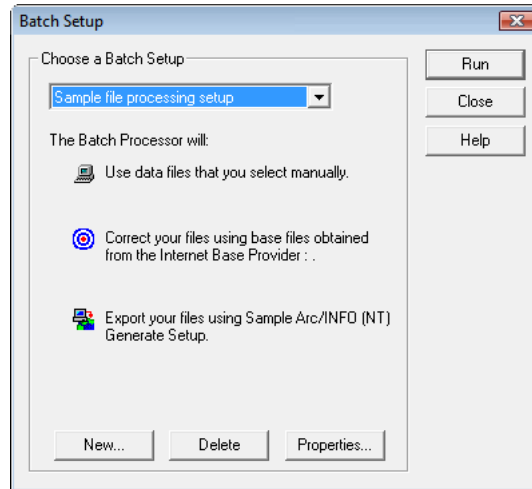 Batch Setup
Choose a Batch Setup
Run
Sample file processing setup
Close
The Batch Processor will:
Help
Use data files that you select manually.
Correct your files using base files obtained
from the Internet Base Provider : .
Export your files using Sample Arc/INFO (NT)
Generate Setup.
New...
Delete
Properties...